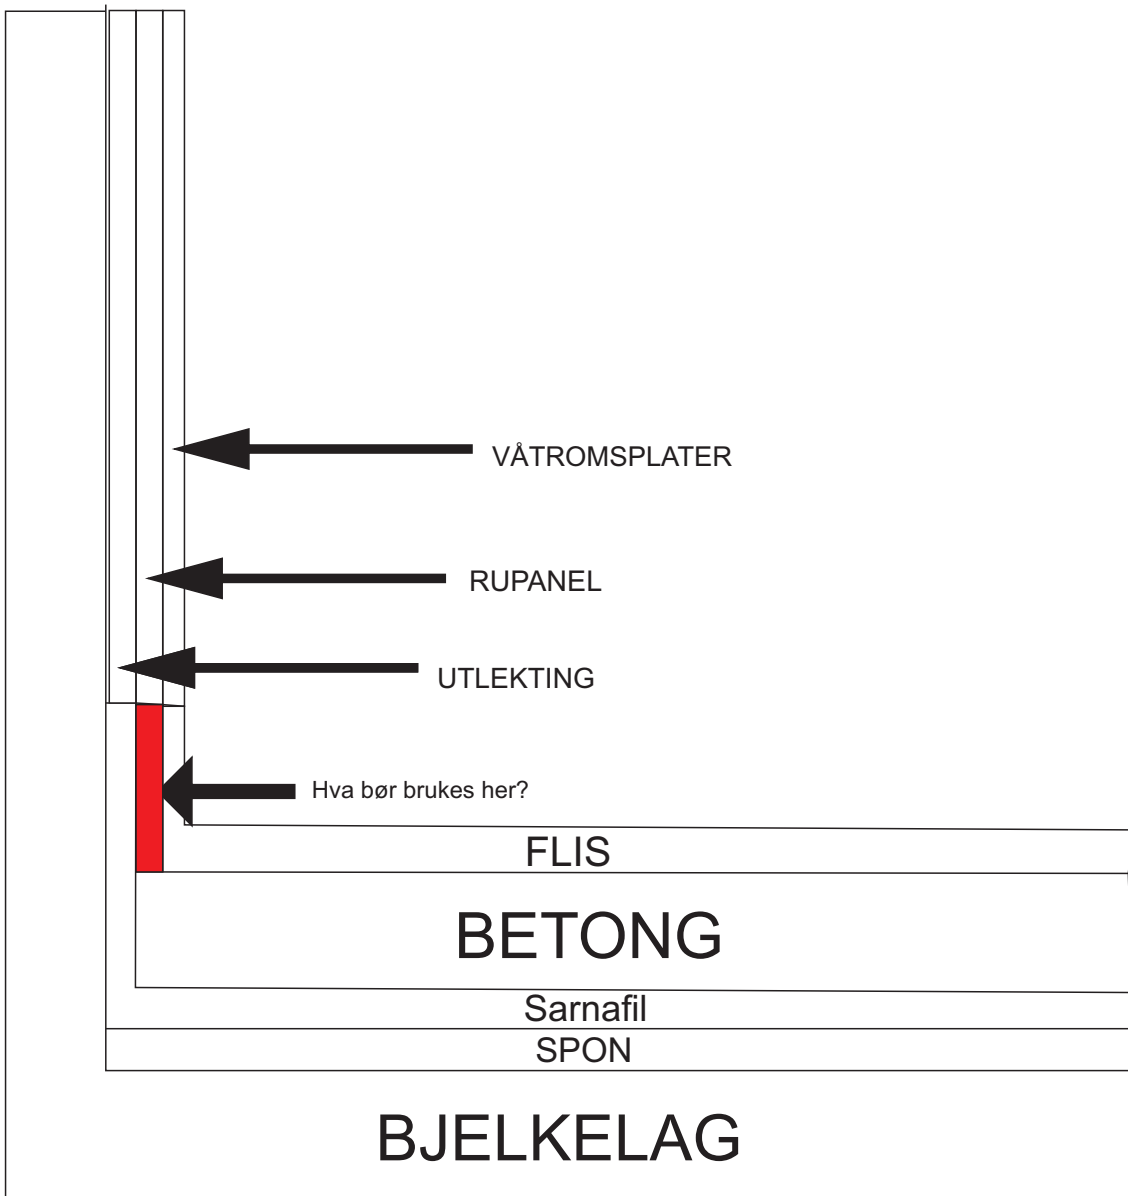 VÅTROMSPLATER
RUPANEL
UTLEKTING
Hva bør brukes her?
FLIS
BETONG
Sarnafil
SPON
BJELKELAG